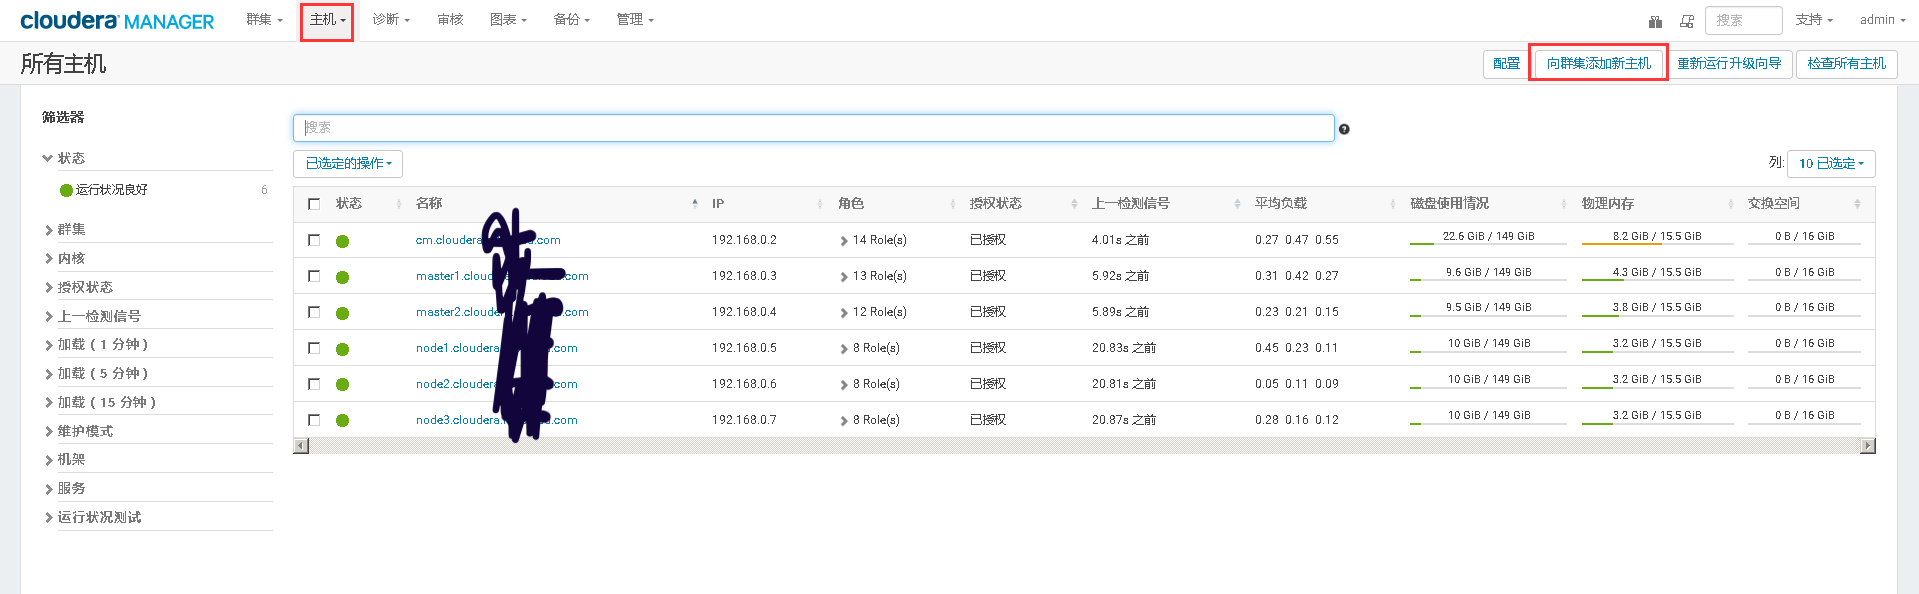 cloudera MANAGER 群集 主机 诊断 审核 图表 备份 管理 搜索 支持 admin
所有主机 配置 向群集添加新主机 重新运行升级向导 检查所有主机
筛选器
搜索 ?
状态 已选定的操作 列: 10 已选定
运行状况良好 6
状态 名称 IP 角色 授权状态 上一检测信号 平均负载 磁盘使用情况 物理内存 交换空间
群集
cm.cloudera .com 192.168.0.2 14 Role(s) 已授权 4.01s 之前 0.27 0.47 0.55 22.6 GiB / 149 GiB 8.2 GiB / 15.5 GiB 0 B / 16 GiB
内核
master1.cloud .com 192.168.0.3 13 Role(s) 已授权 5.92s 之前 0.31 0.42 0.27 9.6 GiB / 149 GiB 4.3 GiB / 15.5 GiB 0 B / 16 GiB
授权状态
上一检测信号
master2.cloude .com 192.168.0.4 12 Role(s) 已授权 5.89s 之前 0.23 0.21 0.15 9.5 GiB / 149 GiB 3.8 GiB / 15.5 GiB 0 B / 16 GiB
加载 ( 1 分钟 )
node1.cloudera .com 192.168.0.5 8 Role(s) 已授权 20.83s 之前 0.45 0.23 0.11 10 GiB / 149 GiB 3.2 GiB / 15.5 GiB 0 B / 16 GiB
加载 ( 5 分钟 )
node2.cloudera .com 192.168.0.6 8 Role(s) 已授权 20.81s 之前 0.05 0.11 0.09 10 GiB / 149 GiB 3.2 GiB / 15.5 GiB 0 B / 16 GiB
加载 ( 15 分钟 )
node3.cloudera. .com 192.168.0.7 8 Role(s) 已授权 20.87s 之前 0.28 0.16 0.12 10 GiB / 149 GiB 3.2 GiB / 15.5 GiB 0 B / 16 GiB
维护模式
机架
服务
运行状况测试